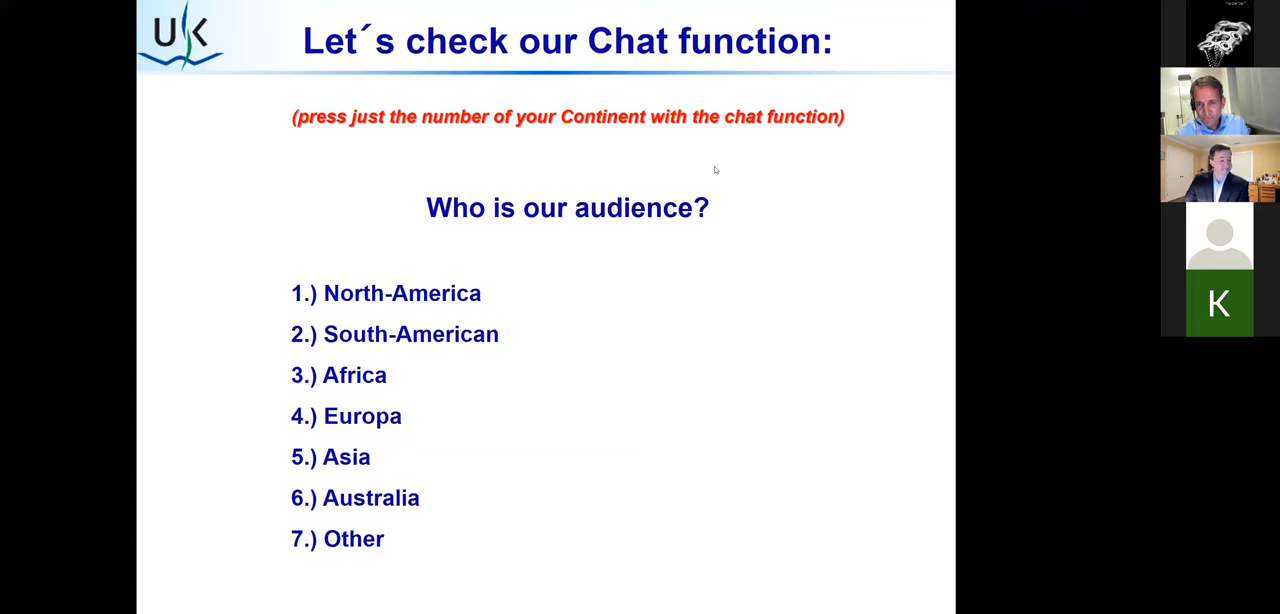 UK
Let´s check our Chat function:
(press just the number of your Continent with the chat function)
Who is our audience?
1.) North-America
2.) South-American
3.) Africa
4.) Europa
5.) Asia
6.) Australia
7.) Other
K